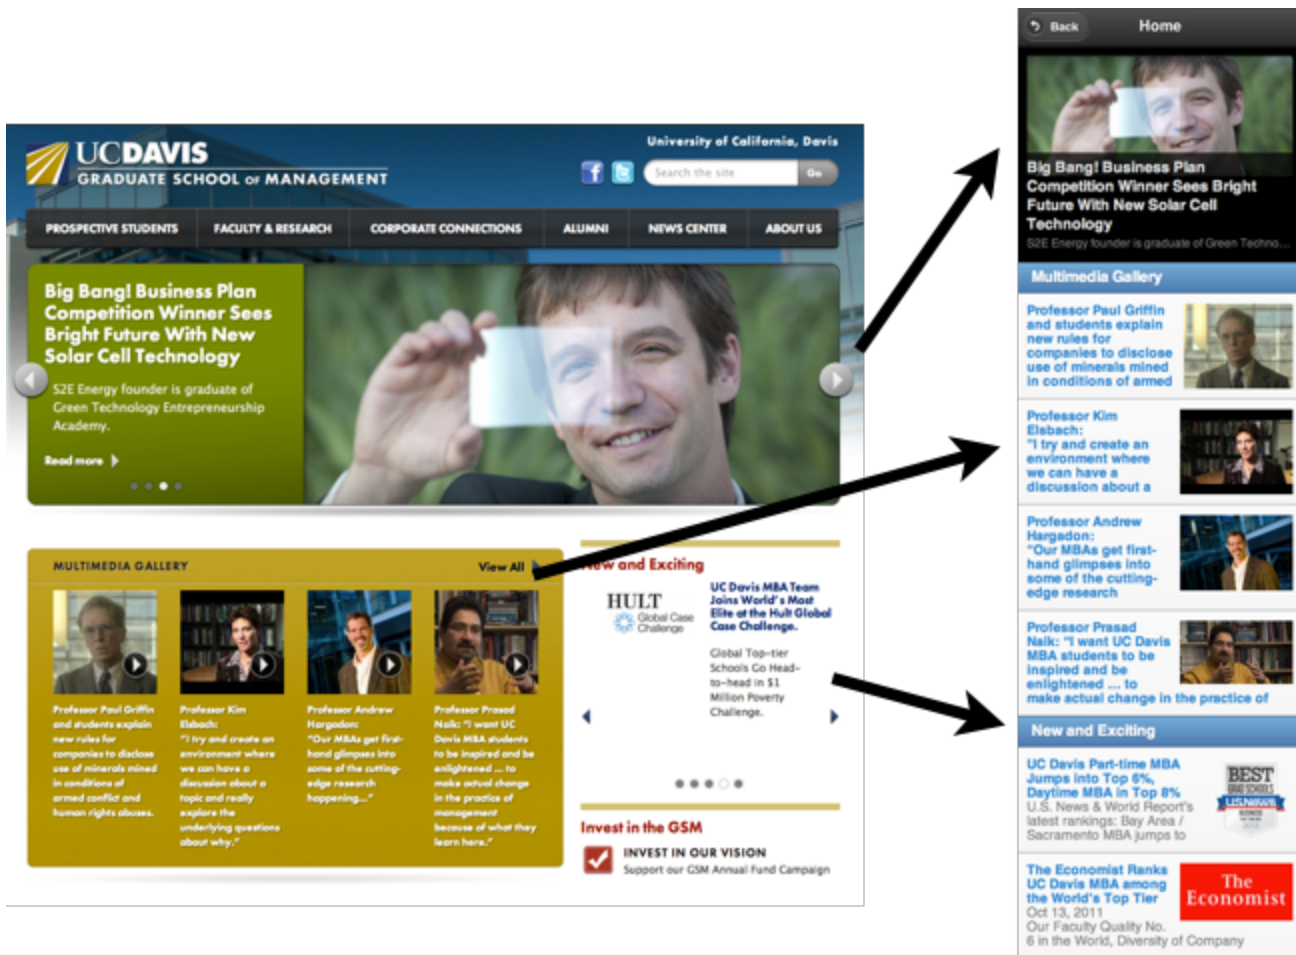 University of California, Davis
UCDAVIS
GRADUATE SCHOOL OF MANAGEMENT
f
Search the site
Go
PROSPECTIVE STUDENTS
FACULTY & RESEARCH
CORPORATE CONNECTIONS
ALUMNI
NEWS CENTER
ABOUT US
Big Bang! Business Plan
Competition Winner Sees
Bright Future With New
Solar Cell Technology
S2E Energy founder is graduate of
Green Technology Entrepreneurship
Academy.
Read more
MULTIMEDIA GALLERY
View All
Professor Paul Griffin
and students explain
new rules for
companies to disclose
use of minerals mined
in conditions of
armed conflict and
human rights abuses.
Professor Kim
Elsbach:
"I try and create an
environment where
we can have a
discussion about a
topic and really
explore the
underlying questions
about why."
Professor Andrew
Hargadon:
"Our MBAs get first-
hand glimpses into
some of the cutting-
edge research
happening..."
Professor Prasad
Naik: "I want UC
Davis MBA students
to be inspired and be
enlightened ... to
make actual change
in the practice of
management
because of what they
learn here."
New and Exciting
HULT
Global Case
Challenge
UC Davis MBA Team
Joins World's Most
Elite at the Hult Global
Case Challenge.
Global Top-tier
Schools Go Head-
to-head in $1
Million Poverty
Challenge.
Invest in the GSM
INVEST IN OUR VISION
Support our GSM Annual Fund Campaign
Back
Home
Big Bang! Business Plan
Competition Winner Sees Bright
Future With New Solar Cell
Technology
S2E Energy founder is graduate of Green Techno...
Multimedia Gallery
Professor Paul Griffin
and students explain
new rules for
companies to disclose
use of minerals mined
in conditions of armed
Professor Kim
Elsbach:
"I try and create an
environment where
we can have a
discussion about a
Professor Andrew
Hargadon:
"Our MBAs get first-
hand glimpses into
some of the cutting-
edge research
Professor Prasad
Naik: "I want UC Davis
MBA students to be
inspired and be
enlightened .... to
make actual change in the practice of
New and Exciting
UC Davis Part-time MBA
Jumps into Top 6%,
Daytime MBA in Top 8%
U.S. News & World Report's
latest rankings: Bay Area /
Sacramento MBA jumps to
BEST
GRAD SCHOOLS
U.S.NEWS
The Economist Ranks
UC Davis MBA among
the World's Top Tier
Oct 13, 2011
Our Faculty Quality No.
6 in the World, Diversity of Company
The
Economist